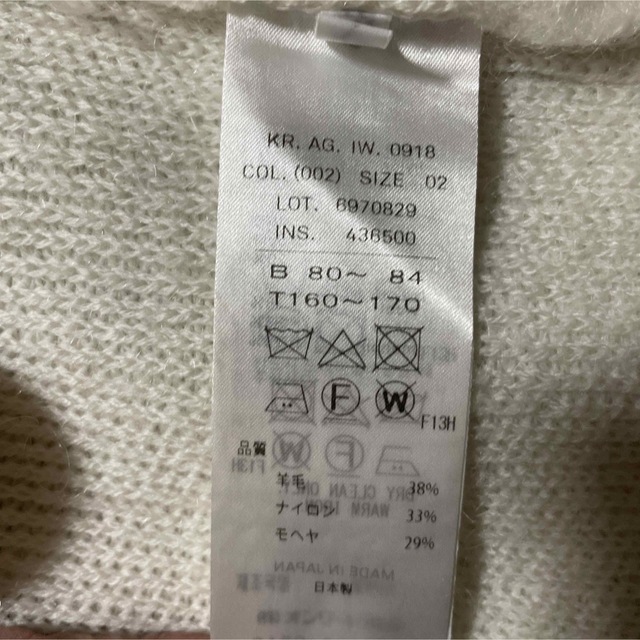 KR. AG. IW. 0918
COL. (002) SIZE 02
LOT. 6970829
INS. 436500
B 80～ 84
T160～170
F W F13H
品質
羊毛 38%
ナイロン 33%
モヘヤ 29%
日本製